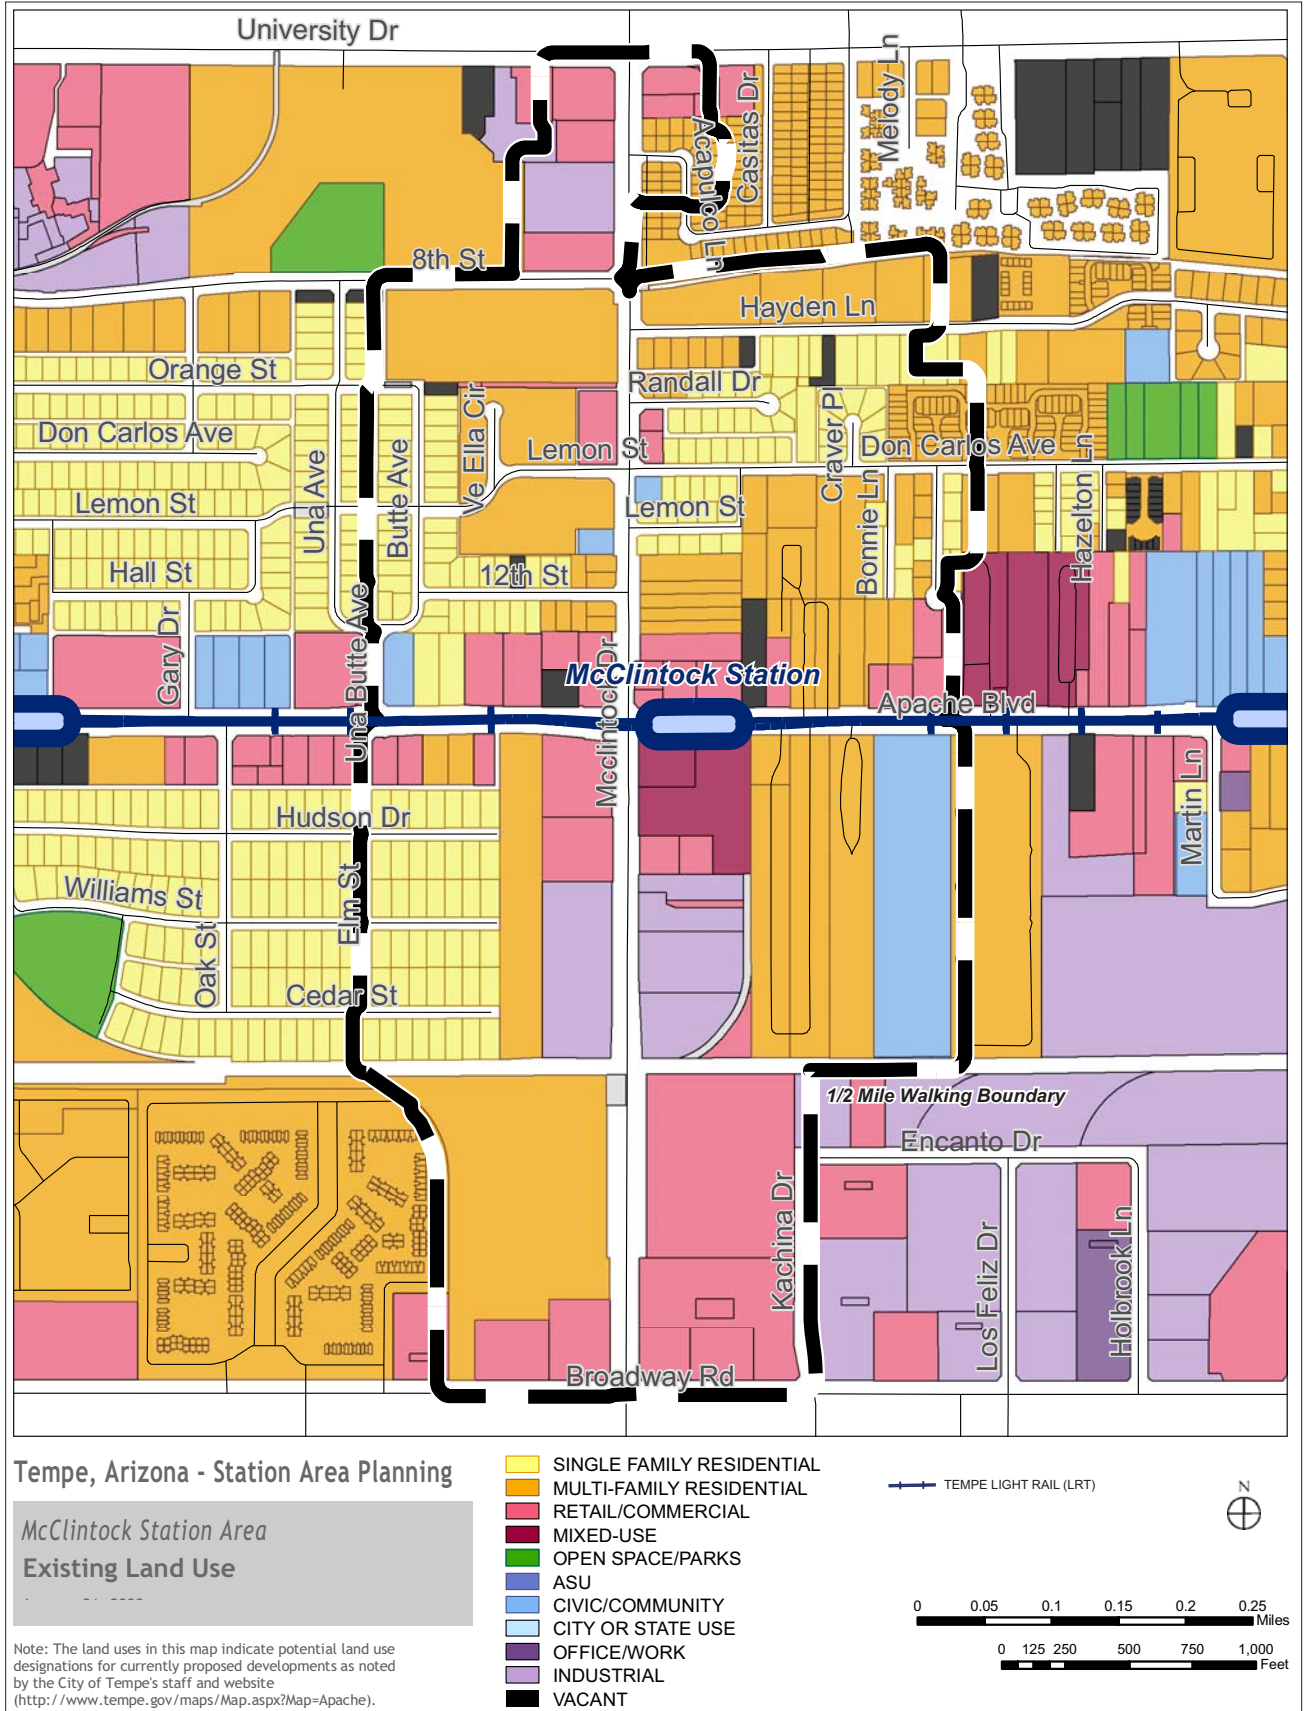 University Dr
Melody Ln
Casitas Dr
Acapulco Ln
8th St
Hayden Ln
Orange St
Randall Dr
Ve Ella Cir
Craver Pl
Don Carlos Ave
Lemon St
Don Carlos Ave
Una Ave
Butte Ave
Bonnie Ln
Hazelton Ln
Lemon St
Lemon St
Hall St
12th St
Gary Dr
Una Butte Ave
Mcclintock Dr
McClintock Station
Apache Blvd
Martin Ln
Hudson Dr
Williams St
Elm St
Oak St
Cedar St
1/2 Mile Walking Boundary
Encanto Dr
Kachina Dr
Los Feliz Dr
Holbrook Ln
Broadway Rd
Tempe, Arizona - Station Area Planning
McClintock Station Area
Existing Land Use
Note: The land uses in this map indicate potential land use
designations for currently proposed developments as noted
by the City of Tempe's staff and website
(http://www.tempe.gov/maps/Map.aspx?Map=Apache).
SINGLE FAMILY RESIDENTIAL
MULTI-FAMILY RESIDENTIAL
RETAIL/COMMERCIAL
MIXED-USE
OPEN SPACE/PARKS
ASU
CIVIC/COMMUNITY
CITY OR STATE USE
OFFICE/WORK
INDUSTRIAL
VACANT
TEMPE LIGHT RAIL (LRT)
N
0 0.05 0.1 0.15 0.2 0.25
Miles
0 125 250 500 750 1,000
Feet